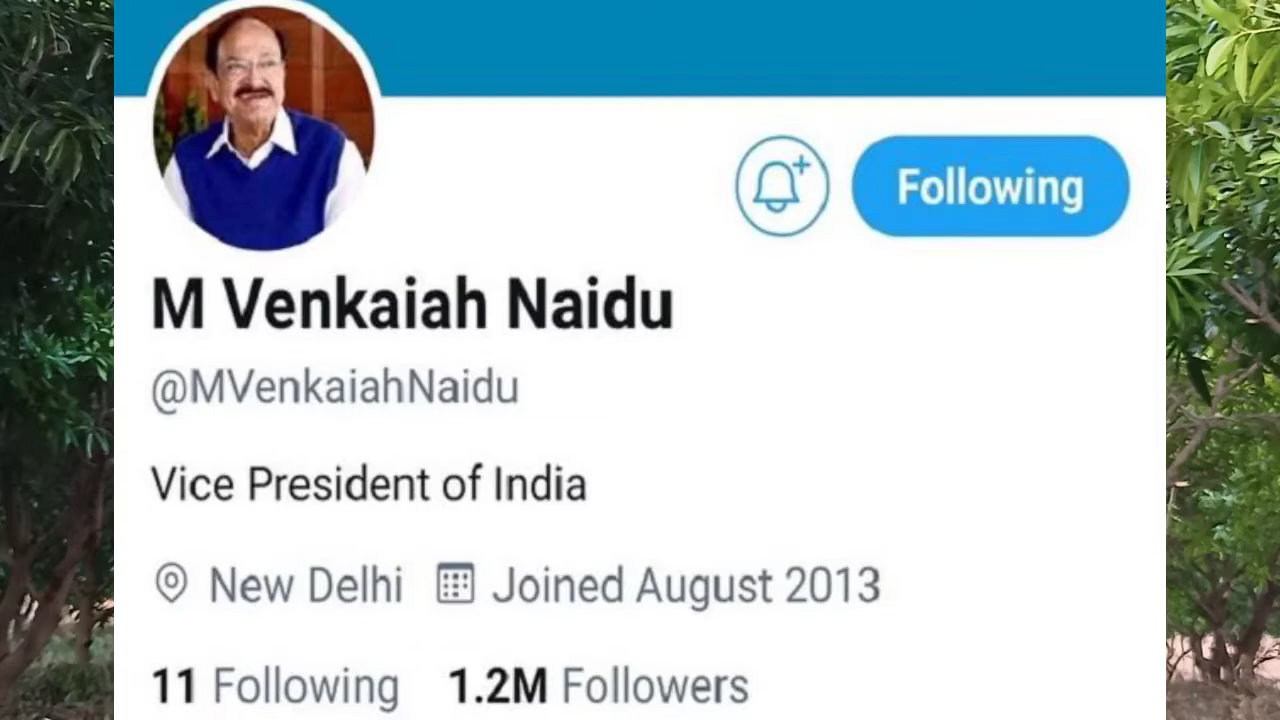 Following
M Venkaiah Naidu
@MVenkaiahNaidu
Vice President of India
New Delhi Joined August 2013
11 Following 1.2M Followers